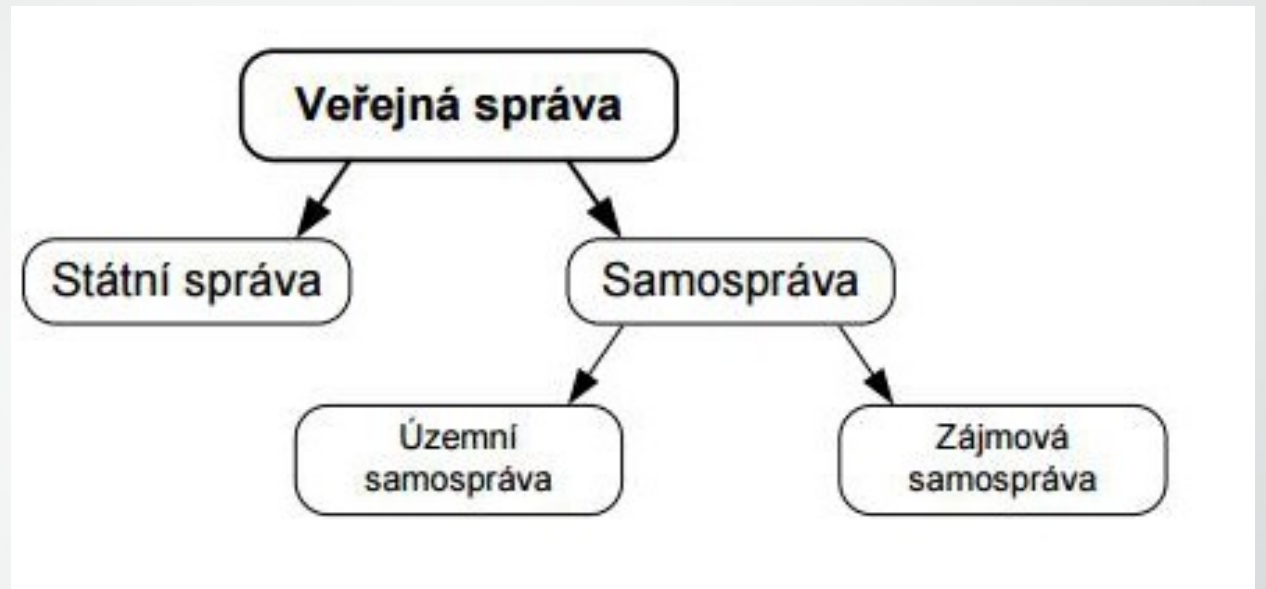 Veřejná správa
Státní správa
Samospráva
Územní
samospráva
Zájmová
samospráva